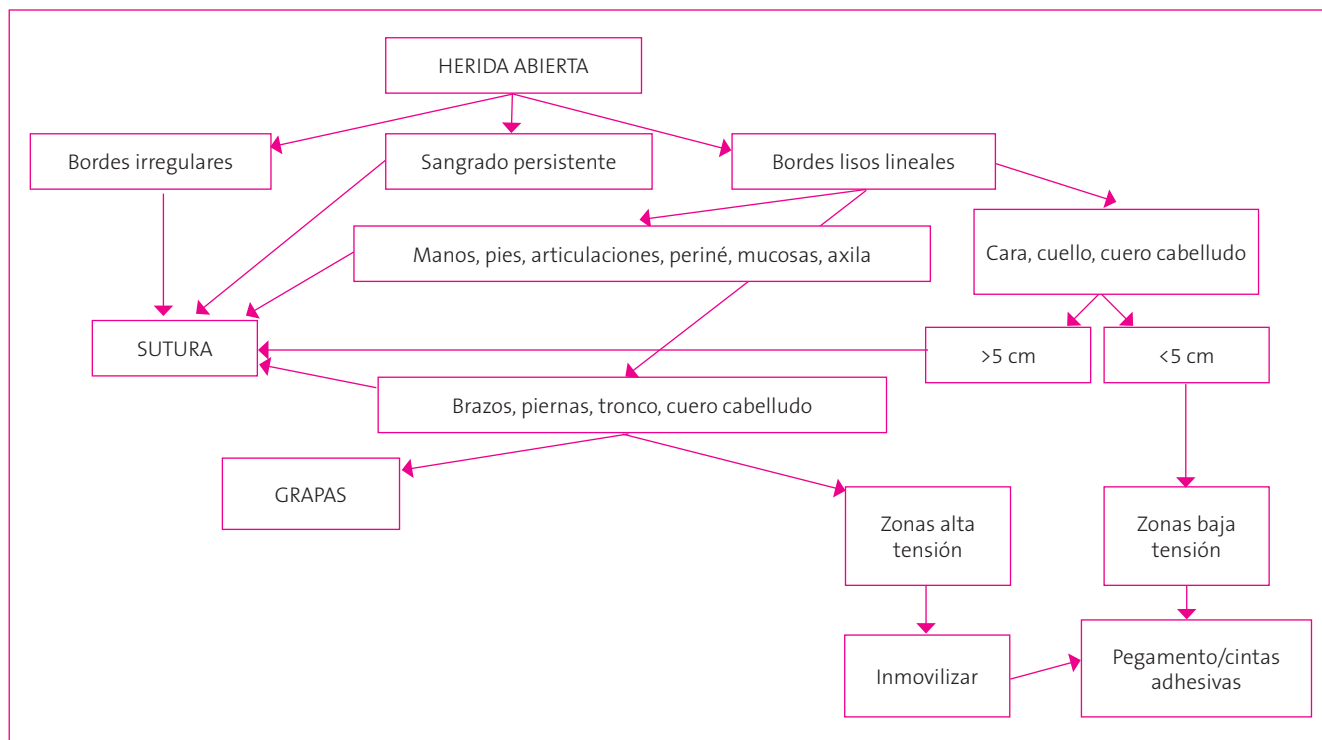 HERIDA ABIERTA
Bordes irregulares
Sangrado persistente
Bordes lisos lineales
Manos, pies, articulaciones, periné, mucosas, axila
Cara, cuello, cuero cabelludo
SUTURA
>5 cm
<5 cm
Brazos, piernas, tronco, cuero cabelludo
GRAPAS
Zonas alta
tensión
Zonas baja
tensión
Inmovilizar
Pegamento/cintas
adhesivas